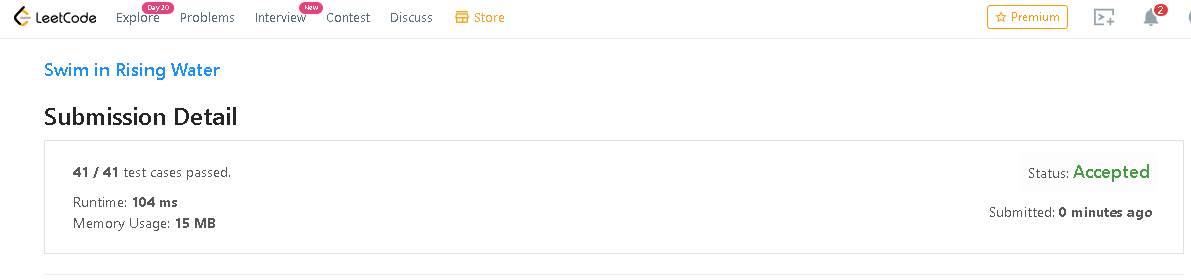 LeetCode Explore Day 20 Problems Interview New Contest Discuss Store Premium 2
Swim in Rising Water
Submission Detail
41 / 41 test cases passed. Status: Accepted
Runtime: 104 ms
Submitted: 0 minutes ago
Memory Usage: 15 MB